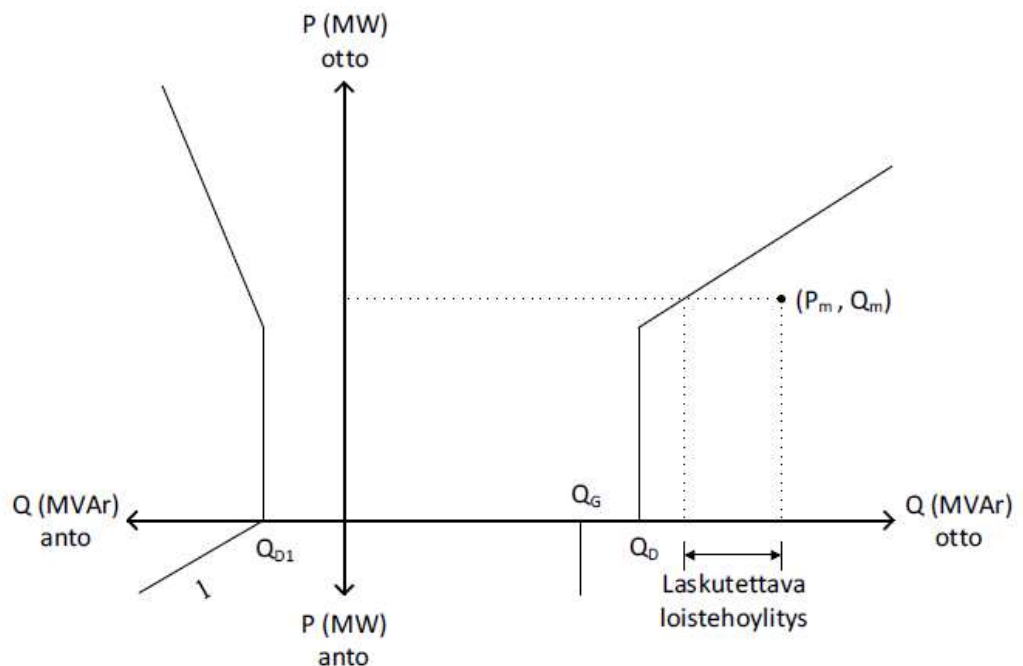 P (MW)
otto
(Pm , Qm)
Q (MVAr)
anto
QD1
QG
QD
Q (MVAr)
otto
1
Laskutettava
loistehoylitys
P (MW)
anto